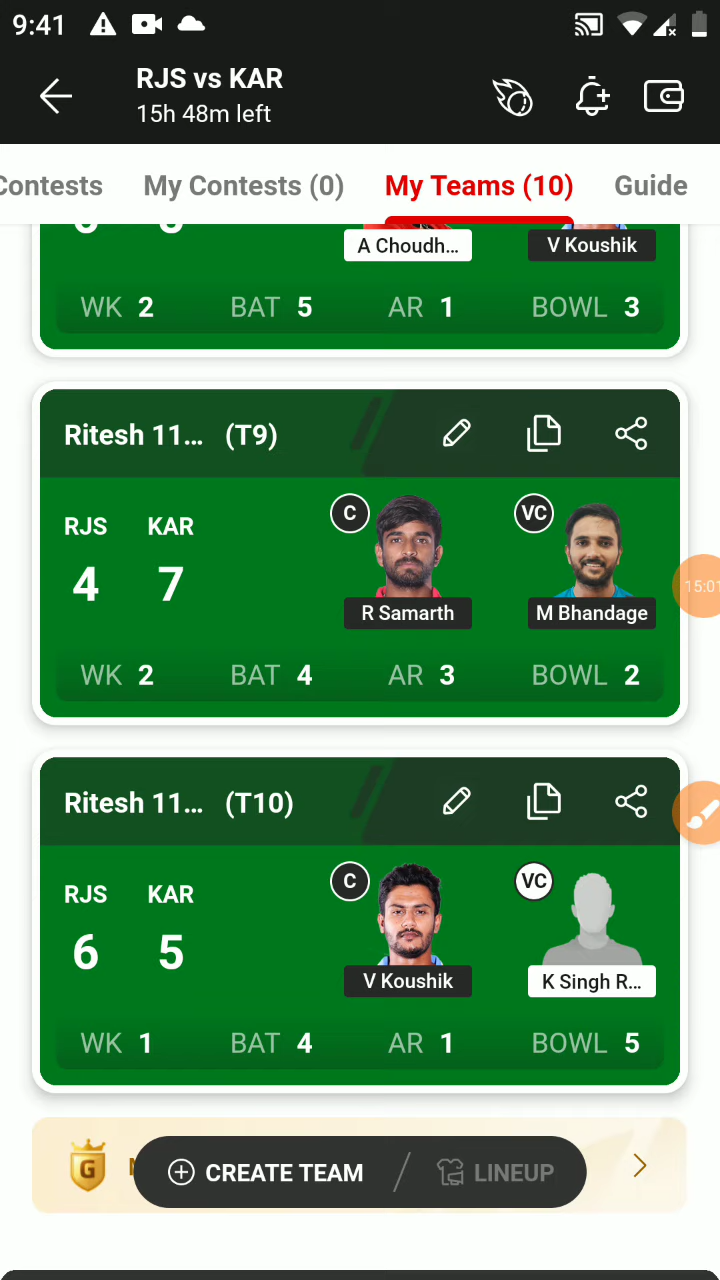 9:41
RJS vs KAR
15h 48m left
Contests My Contests (0) My Teams (10) Guide
A Choudh... V Koushik
WK 2 BAT 5 AR 1 BOWL 3
Ritesh 11... (T9)
C VC
RJS KAR
4 7
R Samarth M Bhandage
15:01
WK 2 BAT 4 AR 3 BOWL 2
Ritesh 11... (T10)
C VC
RJS KAR
6 5
V Koushik K Singh R...
WK 1 BAT 4 AR 1 BOWL 5
G
CREATE TEAM / LINEUP